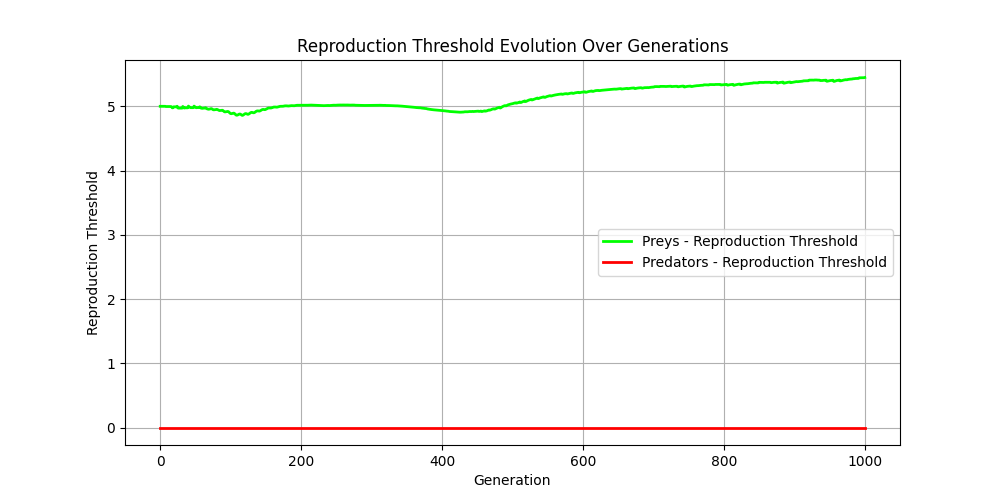 Reproduction Threshold Evolution Over Generations
Reproduction Threshold
5
4
3
2
1
0
Preys - Reproduction Threshold
Predators - Reproduction Threshold
0 200 400 600 800 1000
Generation